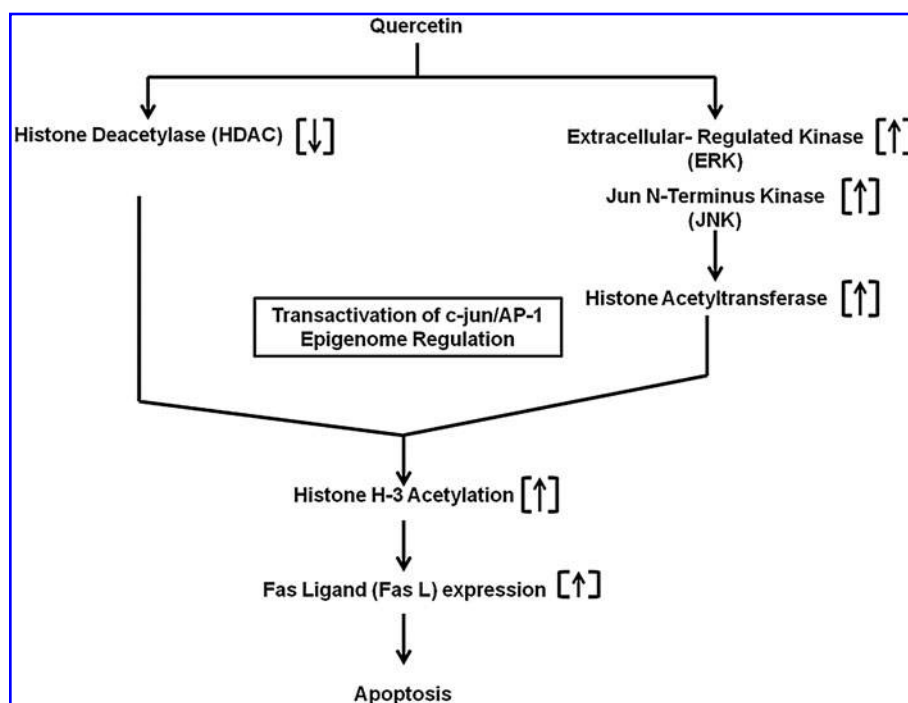 Quercetin
Histone Deacetylase (HDAC) [↓]
Extracellular- Regulated Kinase [↑]
(ERK)
Jun N-Terminus Kinase [↑]
(JNK)
Histone Acetyltransferase [↑]
Transactivation of c-jun/AP-1
Epigenome Regulation
Histone H-3 Acetylation [↑]
Fas Ligand (Fas L) expression [↑]
Apoptosis